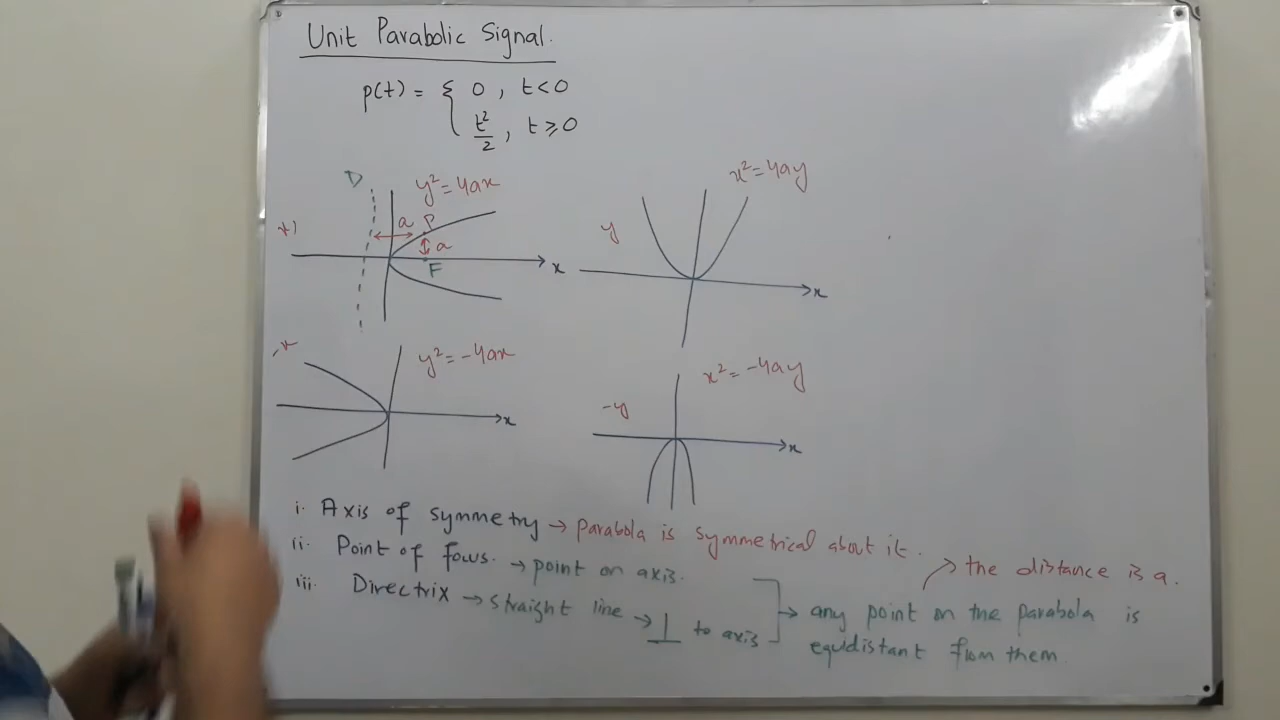 Unit Parabolic Signal.
p(t) = { 0 , t<0
t²/2 , t⩾0
D
y²=4ax
a P
a
F
x
x²=4ay
y
x
-x
y²=-4ax
x
x²=-4ay
-y
x
i. Axis of symmetry → parabola is symmetrical about it.
ii. Point of focus. → point on axis.
→ the distance is a.
iii. Directrix → straight line → ⊥ to axis
→ any point on the parabola is
equidistant from them.